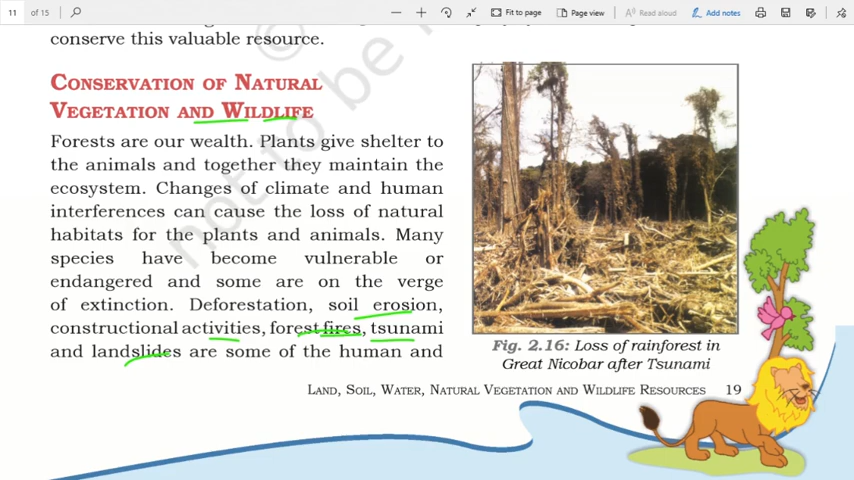 11 of 15 Fit to page Page view Read aloud Add notes
conserve this valuable resource.
CONSERVATION OF NATURAL
VEGETATION AND WILDLIFE
Forests are our wealth. Plants give shelter to
the animals and together they maintain the
ecosystem. Changes of climate and human
interferences can cause the loss of natural
habitats for the plants and animals. Many
species have become vulnerable or
endangered and some are on the verge
of extinction. Deforestation, soil erosion,
constructional activities, forest fires, tsunami
and landslides are some of the human and
Fig. 2.16: Loss of rainforest in
Great Nicobar after Tsunami
LAND, SOIL, WATER, NATURAL VEGETATION AND WILDLIFE RESOURCES 19
©
not to be